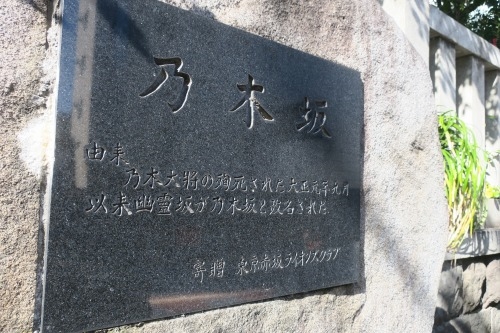 乃木坂
由来
乃木大將の殉死された大正元年九月
以来幽霊坂が乃木坂と改名された
寄贈 東京赤坂ライオンズクラブ